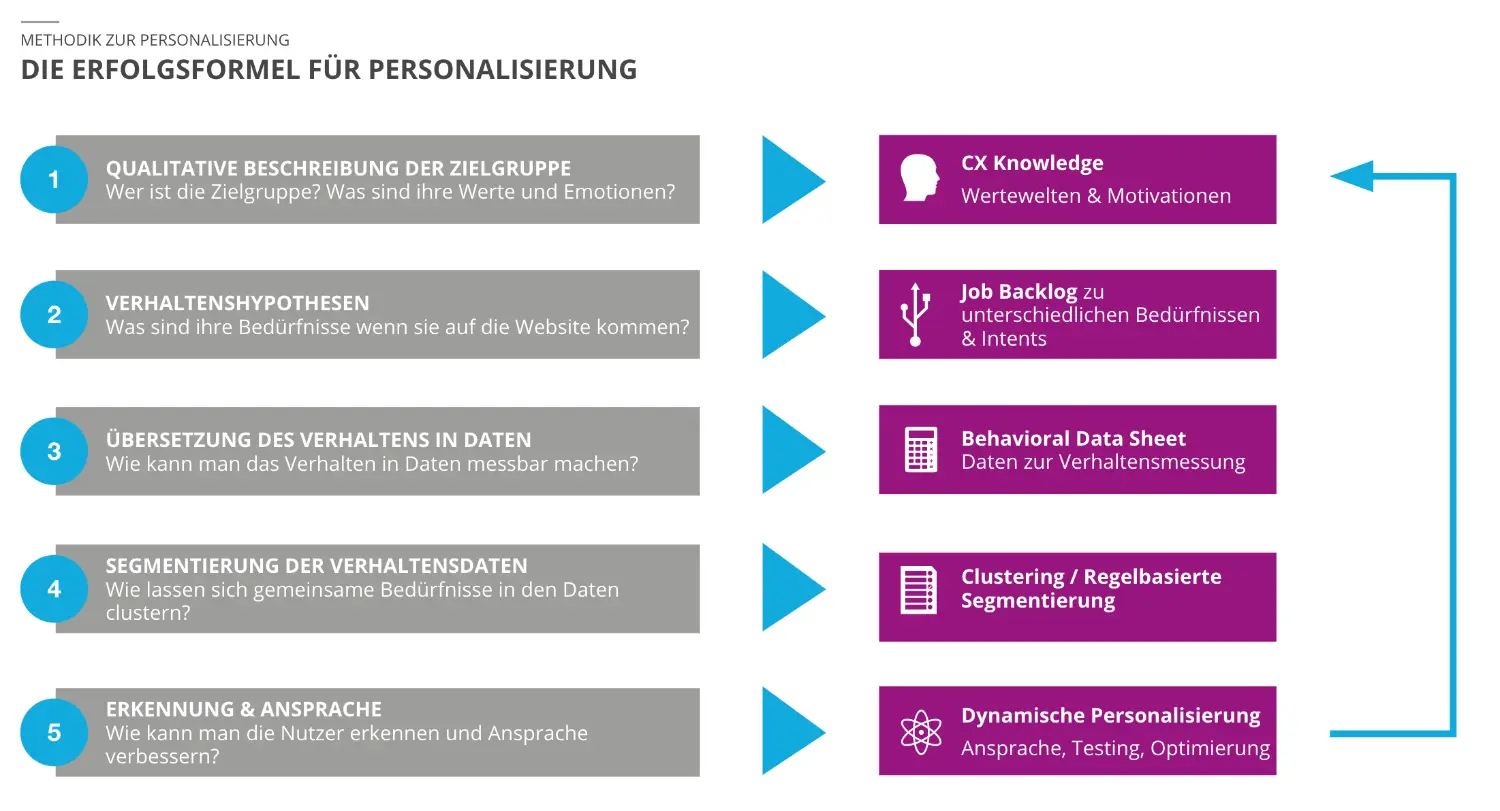 METHODIK ZUR PERSONALISIERUNG
DIE ERFOLGSFORMEL FÜR PERSONALISIERUNG
1
QUALITATIVE BESCHREIBUNG DER ZIELGRUPPE
Wer ist die Zielgruppe? Was sind ihre Werte und Emotionen?
CX Knowledge
Wertewelten & Motivationen
2
VERHALTENSHYPOTHESEN
Was sind ihre Bedürfnisse wenn sie auf die Website kommen?
Job Backlog zu
unterschiedlichen Bedürfnissen
& Intents
3
ÜBERSETZUNG DES VERHALTENS IN DATEN
Wie kann man das Verhalten in Daten messbar machen?
Behavioral Data Sheet
Daten zur Verhaltensmessung
4
SEGMENTIERUNG DER VERHALTENSDATEN
Wie lassen sich gemeinsame Bedürfnisse in den Daten
clustern?
Clustering / Regelbasierte
Segmentierung
5
ERKENNUNG & ANSPRACHE
Wie kann man die Nutzer erkennen und Ansprache
verbessern?
Dynamische Personalisierung
Ansprache, Testing, Optimierung